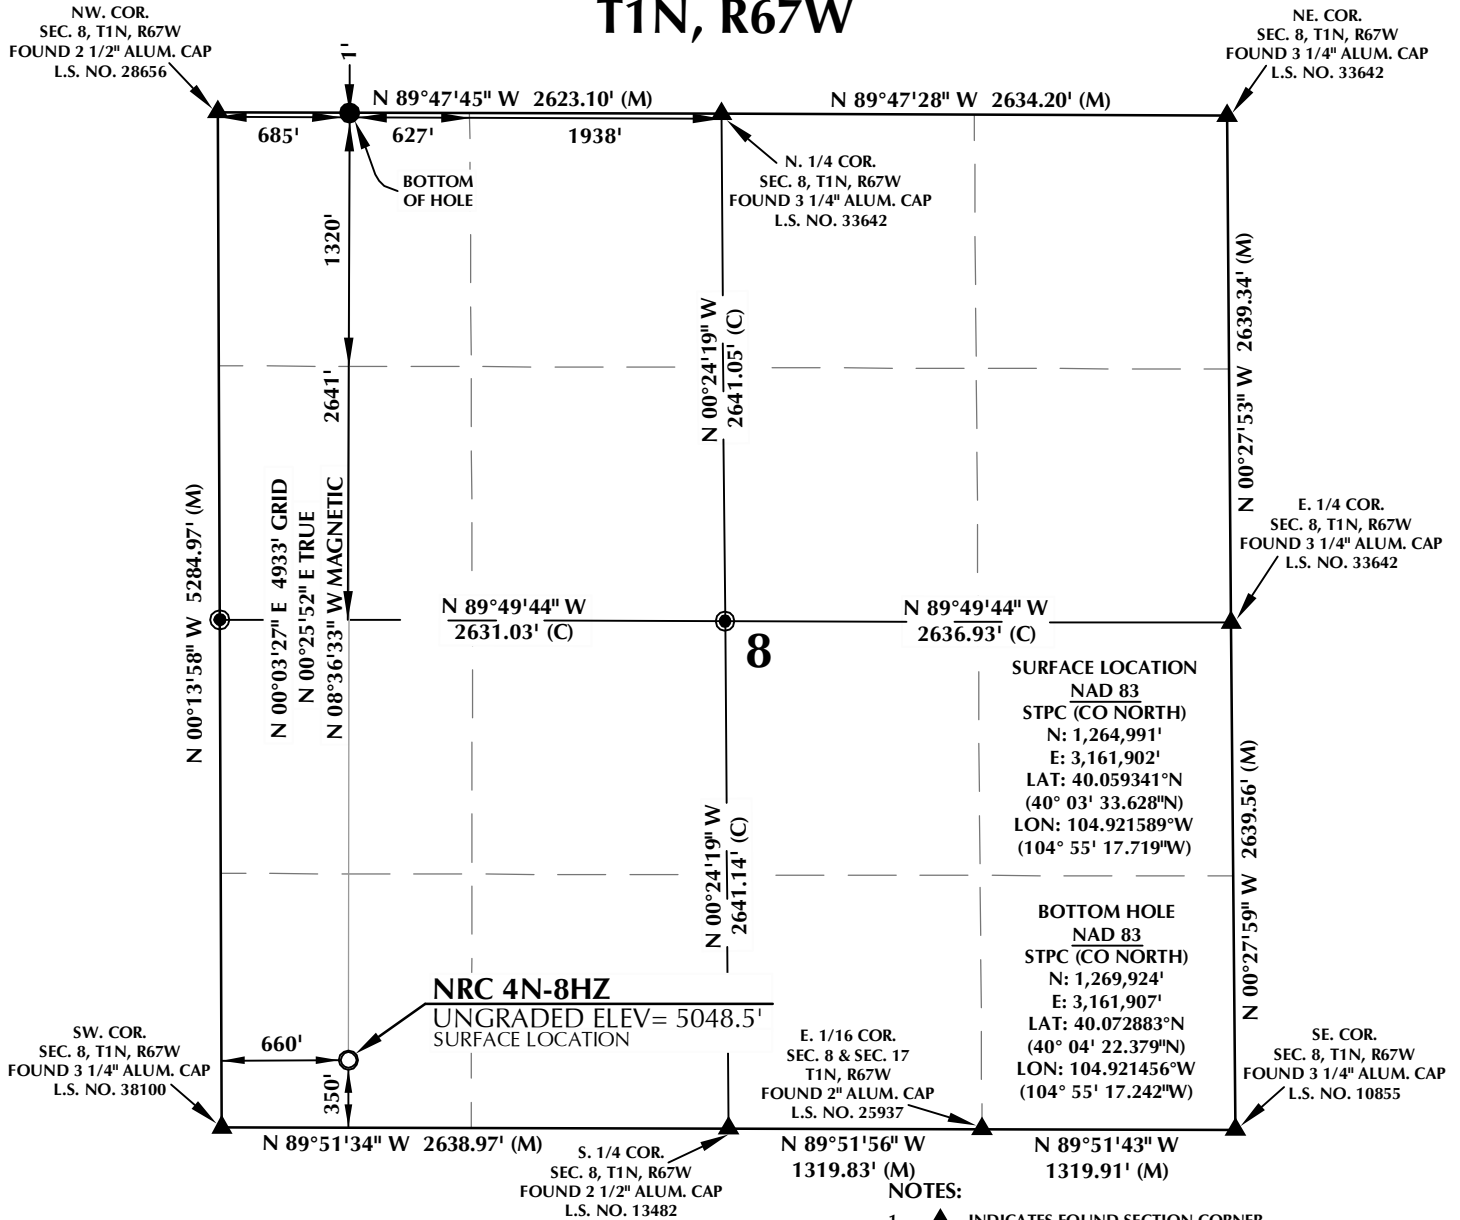 T1N, R67W
NW. COR.
SEC. 8, T1N, R67W
FOUND 2 1/2" ALUM. CAP
L.S. NO. 28656
NE. COR.
SEC. 8, T1N, R67W
FOUND 3 1/4" ALUM. CAP
L.S. NO. 33642
1'
N 89°47'45" W 2623.10' (M)
N 89°47'28" W 2634.20' (M)
685'
627'
1938'
BOTTOM
OF HOLE
N. 1/4 COR.
SEC. 8, T1N, R67W
FOUND 3 1/4" ALUM. CAP
L.S. NO. 33642
1320'
2641'
N 00°24'19" W
2641.05' (C)
N 00°27'53" W 2639.34' (M)
N 00°13'58" W 5284.97' (M)
N 00°03'27" E 4933' GRID
N 00°25'52" E TRUE
N 08°36'33" W MAGNETIC
E. 1/4 COR.
SEC. 8, T1N, R67W
FOUND 3 1/4" ALUM. CAP
L.S. NO. 33642
N 89°49'44" W
2631.03' (C)
N 89°49'44" W
2636.93' (C)
8
SURFACE LOCATION
NAD 83
STPC (CO NORTH)
N: 1,264,991'
E: 3,161,902'
LAT: 40.059341°N
(40° 03' 33.628"N)
LON: 104.921589°W
(104° 55' 17.719"W)
N 00°24'19" W
2641.14' (C)
N 00°27'59" W 2639.56' (M)
BOTTOM HOLE
NAD 83
STPC (CO NORTH)
N: 1,269,924'
E: 3,161,907'
LAT: 40.072883°N
(40° 04' 22.379"N)
LON: 104.921456°W
(104° 55' 17.242"W)
NRC 4N-8HZ
UNGRADED ELEV= 5048.5'
SURFACE LOCATION
SW. COR.
SEC. 8, T1N, R67W
FOUND 3 1/4" ALUM. CAP
L.S. NO. 38100
660'
350'
E. 1/16 COR.
SEC. 8 & SEC. 17
T1N, R67W
FOUND 2" ALUM. CAP
L.S. NO. 25937
SE. COR.
SEC. 8, T1N, R67W
FOUND 3 1/4" ALUM. CAP
L.S. NO. 10855
N 89°51'34" W 2638.97' (M)
S. 1/4 COR.
SEC. 8, T1N, R67W
FOUND 2 1/2" ALUM. CAP
L.S. NO. 13482
N 89°51'56" W
1319.83' (M)
N 89°51'43" W
1319.91' (M)
NOTES:
1. ▲ INDICATES FOUND SECTION CORNER